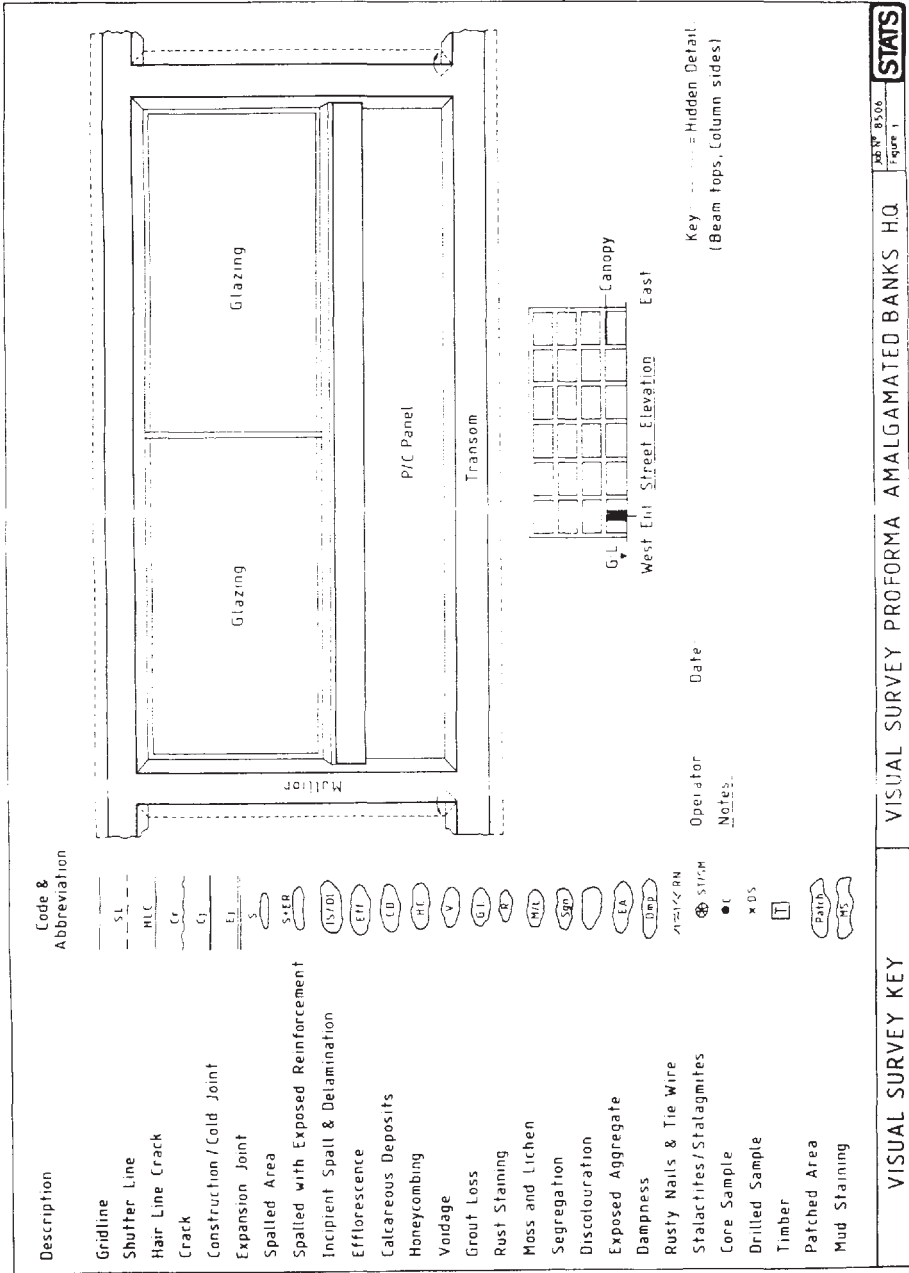 Description
Code &
Abbreviation
Gridline
Shutter Line
SL
Hair Line Crack
HLC
Crack
Cr
Construction / Cold Joint
CJ
Expansion Joint
EJ
Spalled Area
S
Spalled with Exposed Reinforcement
S+ER
Incipient Spall & Delamination
IS/Dl
Efflorescence
Eff
Calcareous Deposits
CD
Honeycombing
HC
Voidage
V
Grout Loss
GL
Rust Staining
R
Moss and Lichen
M/L
Segregation
Sgn
Discolouration
Exposed Aggregate
EA
Dampness
Dmp
Rusty Nails & Tie Wire
RN
Stalactites / Stalagmites
ST/SM
Core Sample
C
Drilled Sample
DS
Timber
T
Patched Area
Patch
Mud Staining
MS
VISUAL SURVEY KEY
Glazing
Glazing
Mullion
P/C Panel
Transom
Operator
Date
Notes:
G L
West End
Street Elevation
East
Canopy
Key
= Hidden Detail
(Beam tops, Column sides)
VISUAL SURVEY PROFORMA AMALGAMATED BANKS H.Q.
Job Nº 8506
Figure 1
STATS